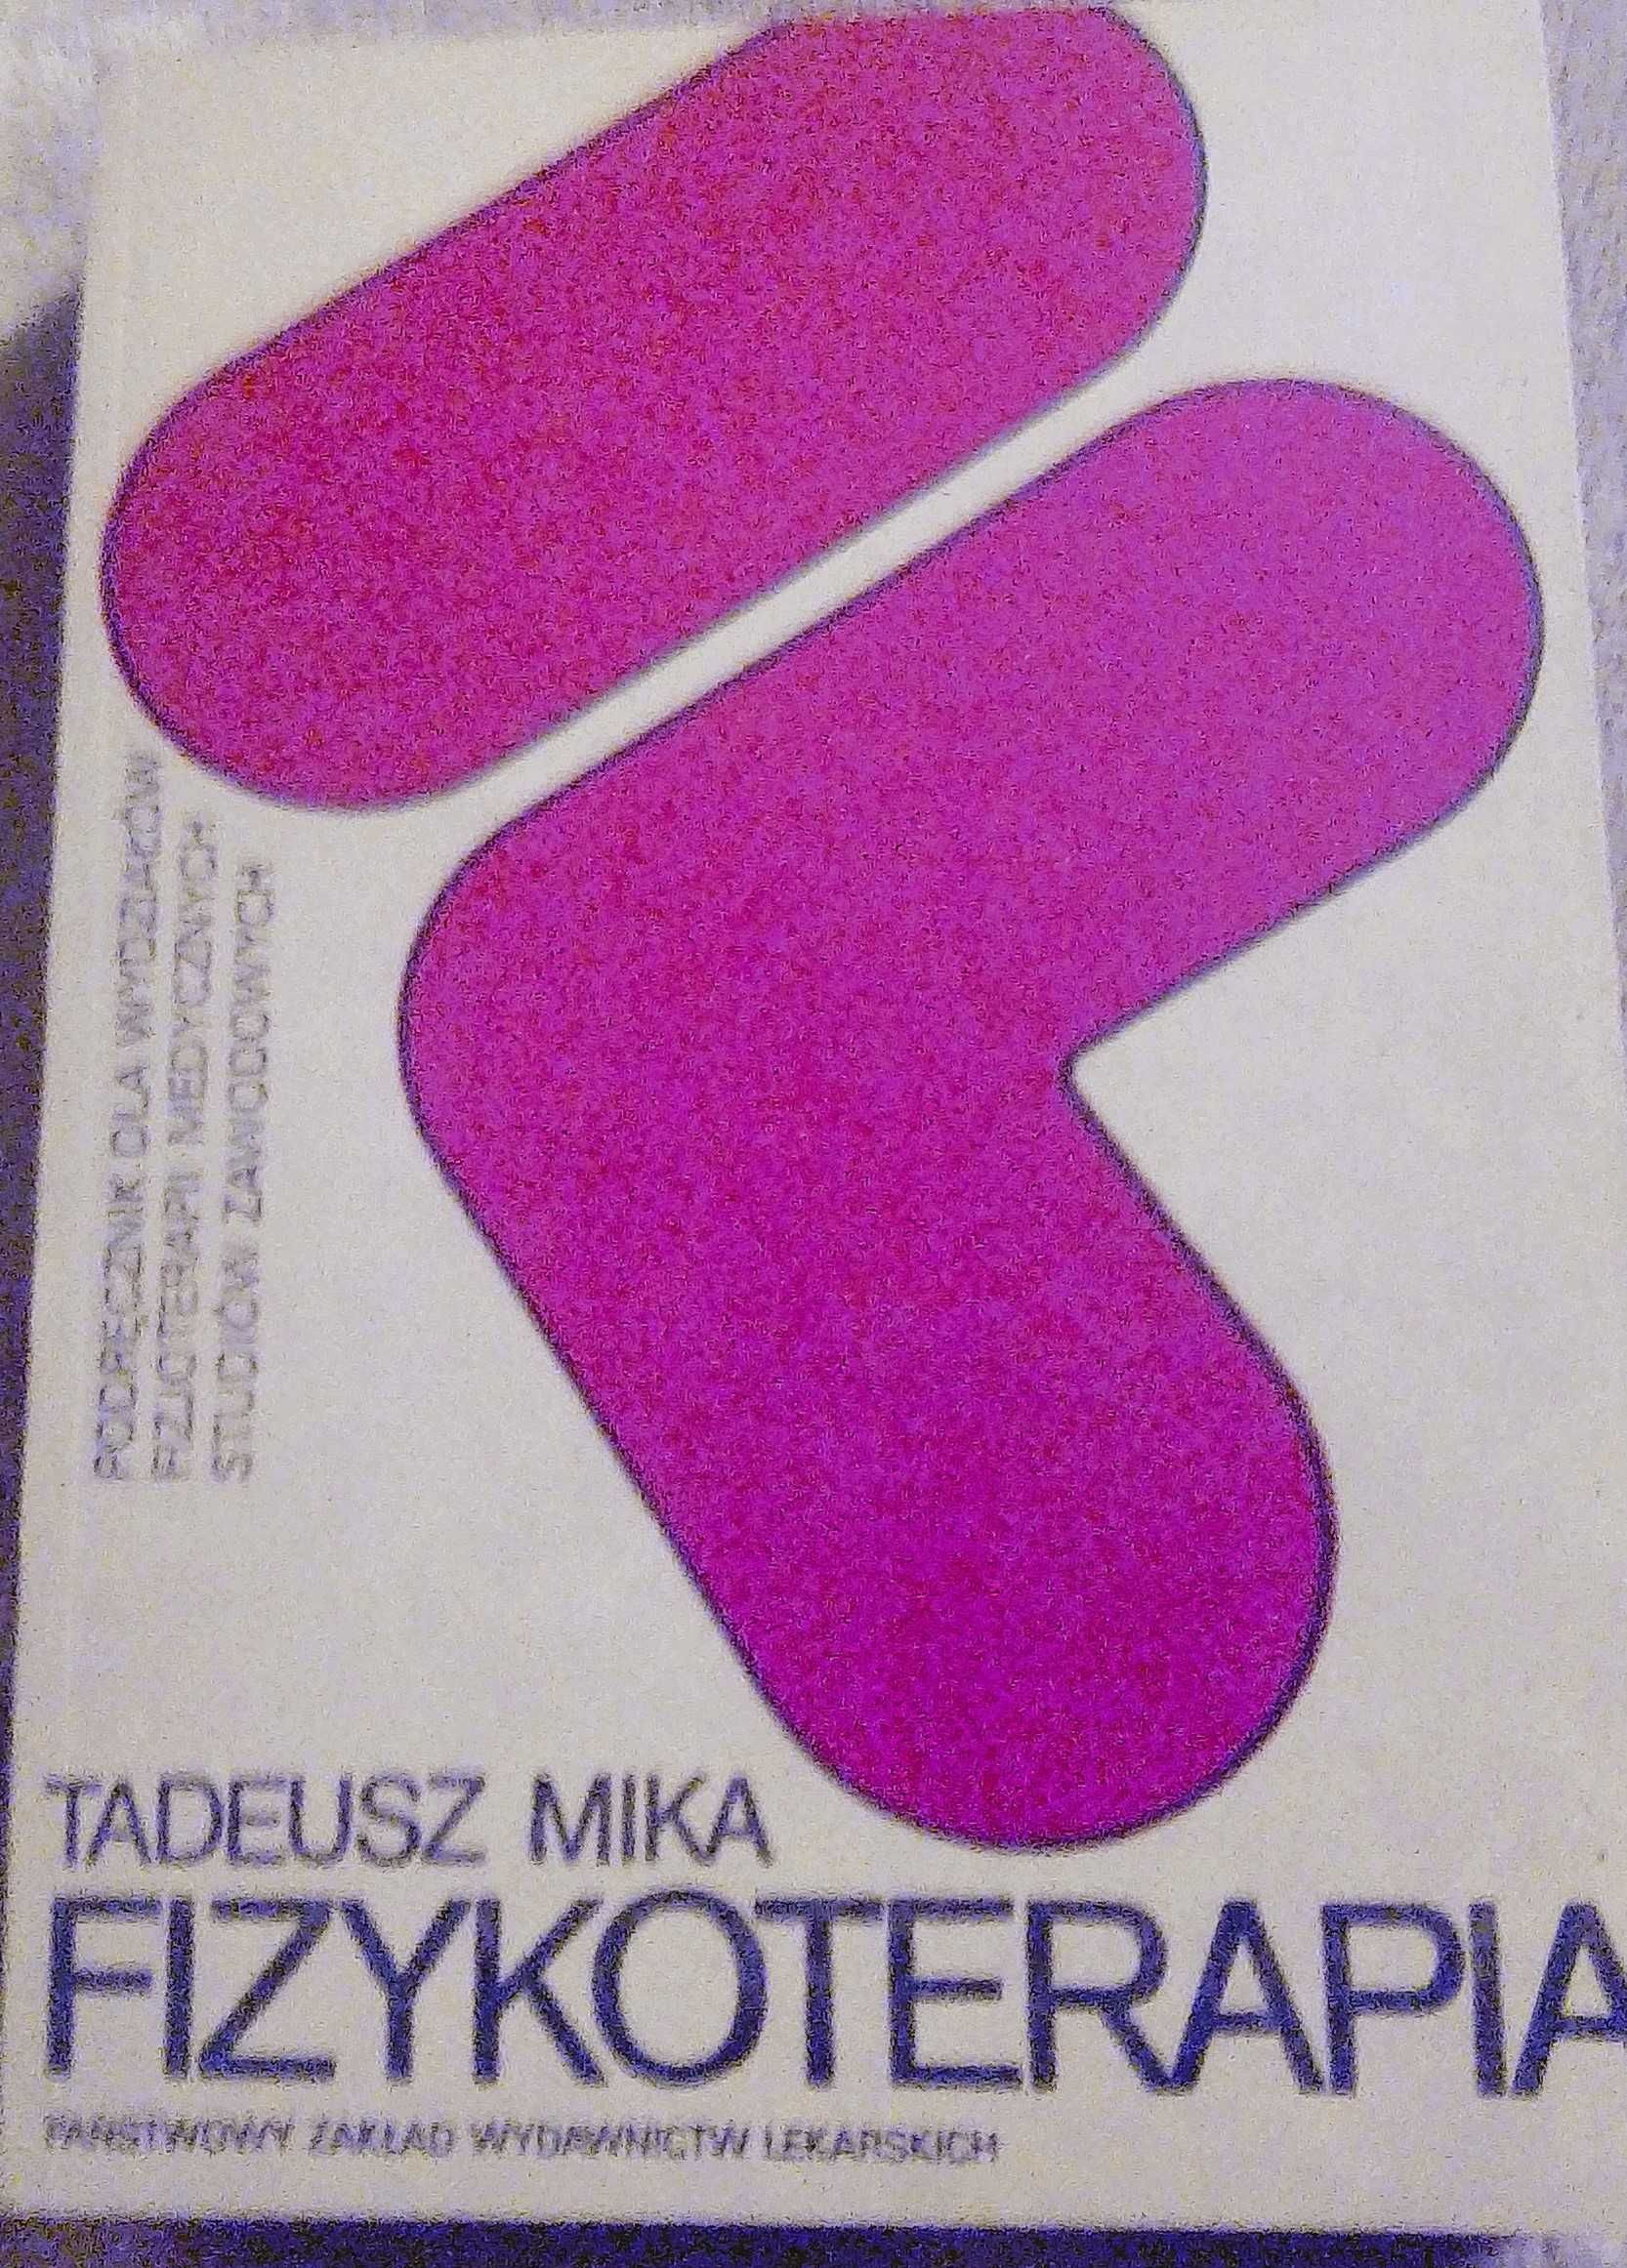 PODRĘCZNIK DLA WYDZIAŁÓW
FIZJOTERAPII MEDYCZNYCH
STUDIÓW ZAWODOWYCH
TADEUSZ MIKA
FIZYKOTERAPIA
PAŃSTWOWY ZAKŁAD WYDAWNICTW LEKARSKICH